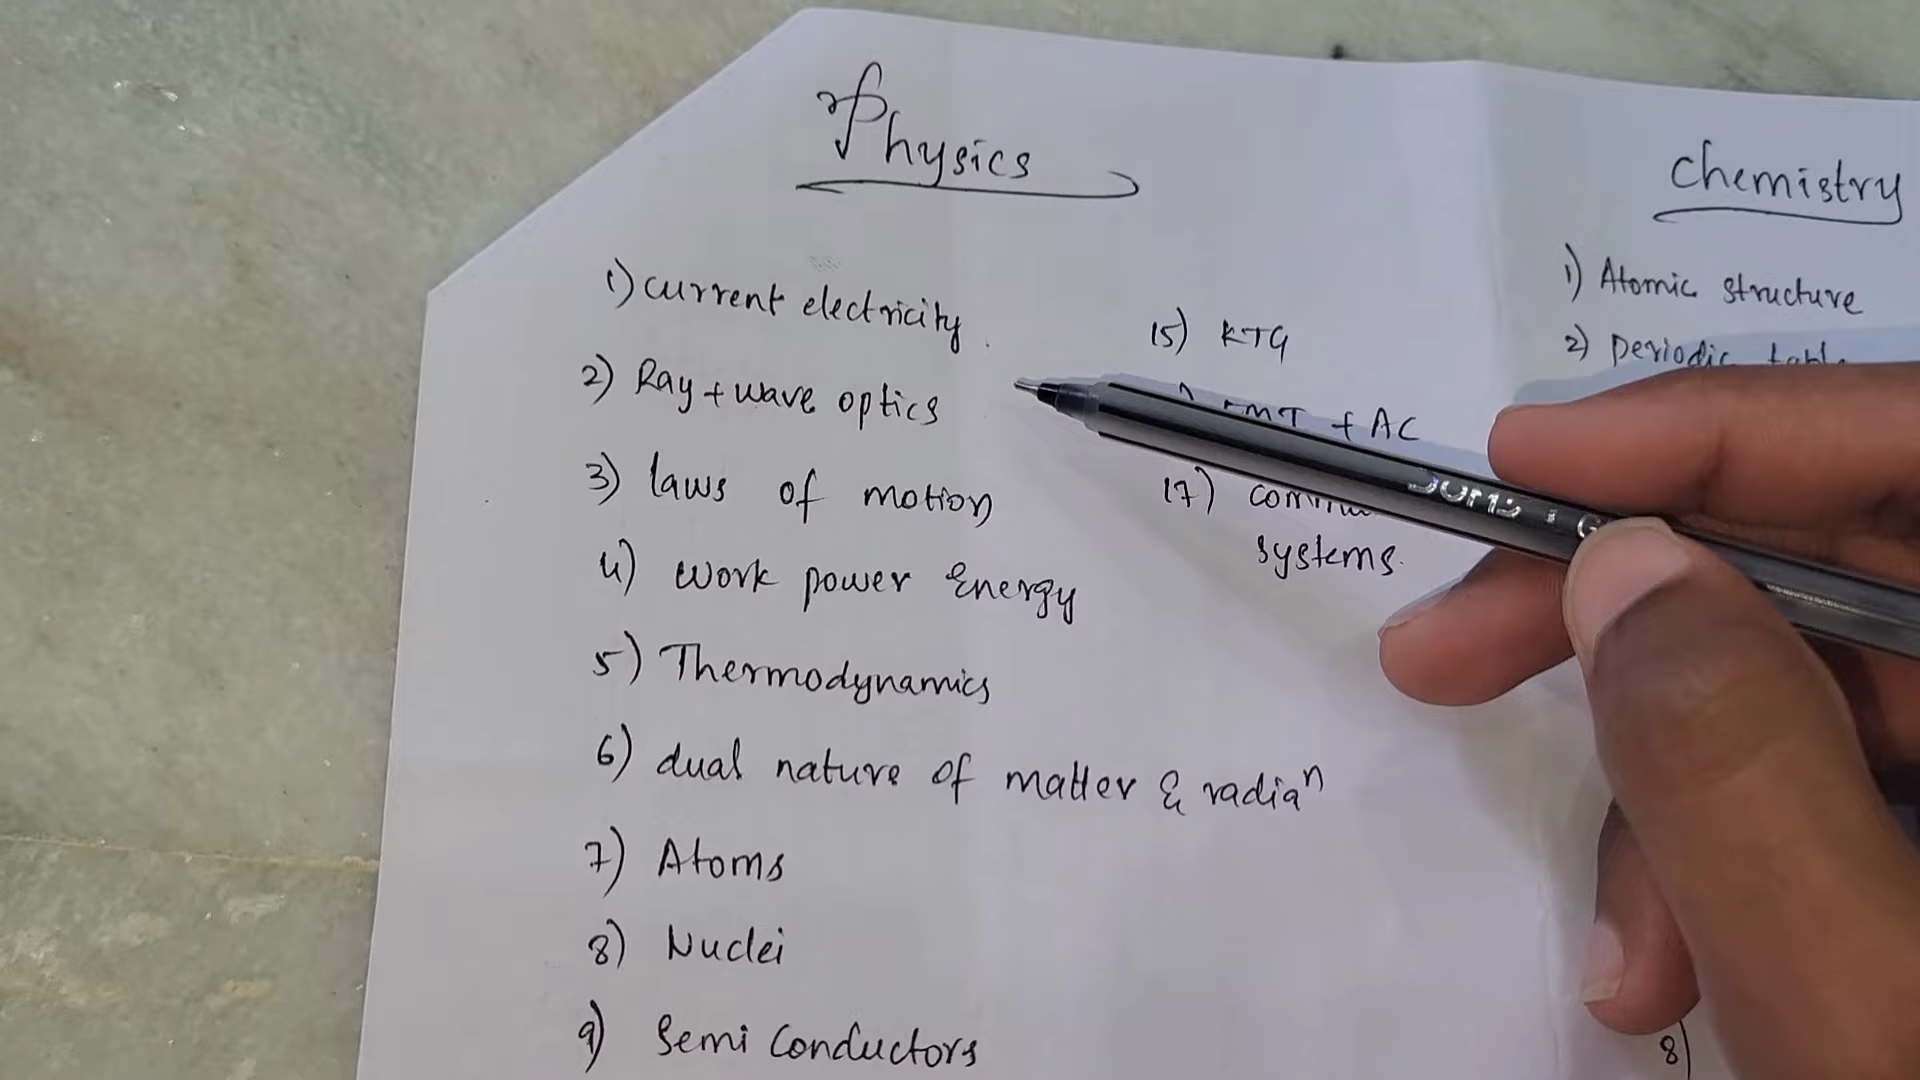 Physics
1) current electricity
2) Ray + wave optics
3) laws of motion
4) work power Energy
5) Thermodynamics
6) dual nature of matter & radiaⁿ
7) Atoms
8) Nuclei
9) Semi Conductors
15) KTG
+ AC
17)
systems.
Chemistry
1) Atomic structure
2) Periodic table
8)